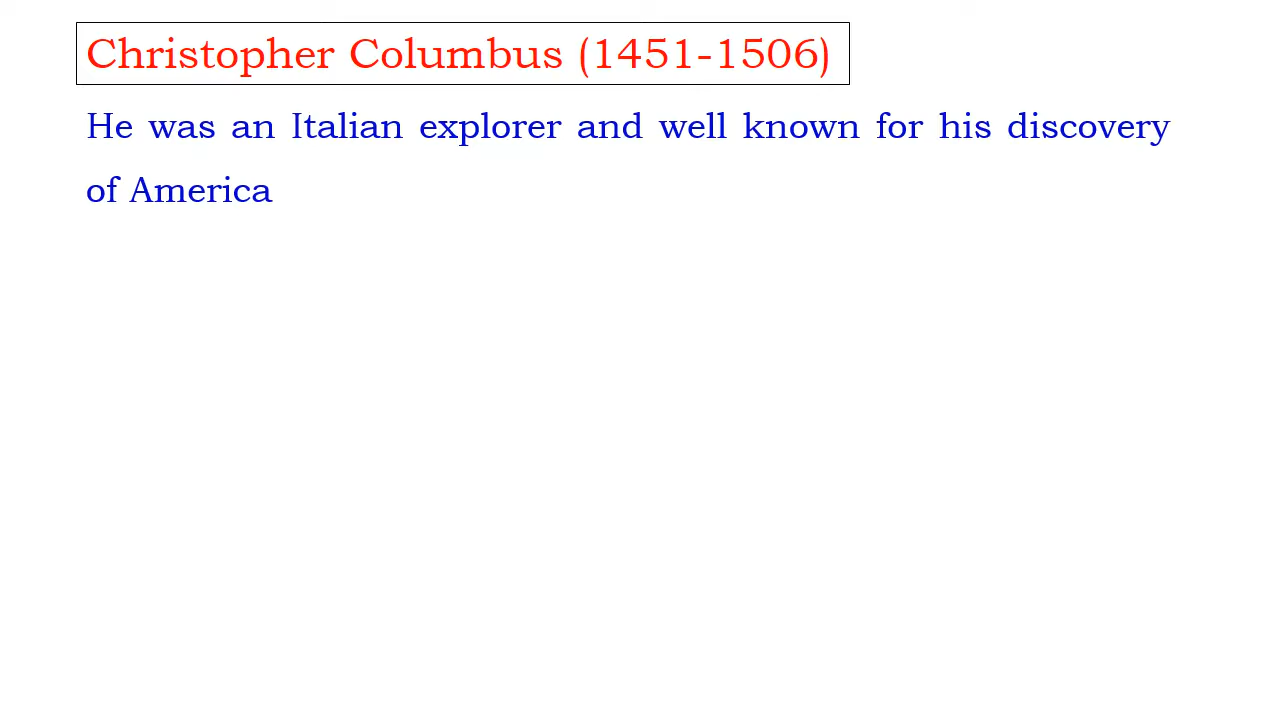 Christopher Columbus (1451-1506)
He was an Italian explorer and well known for his discovery
of America